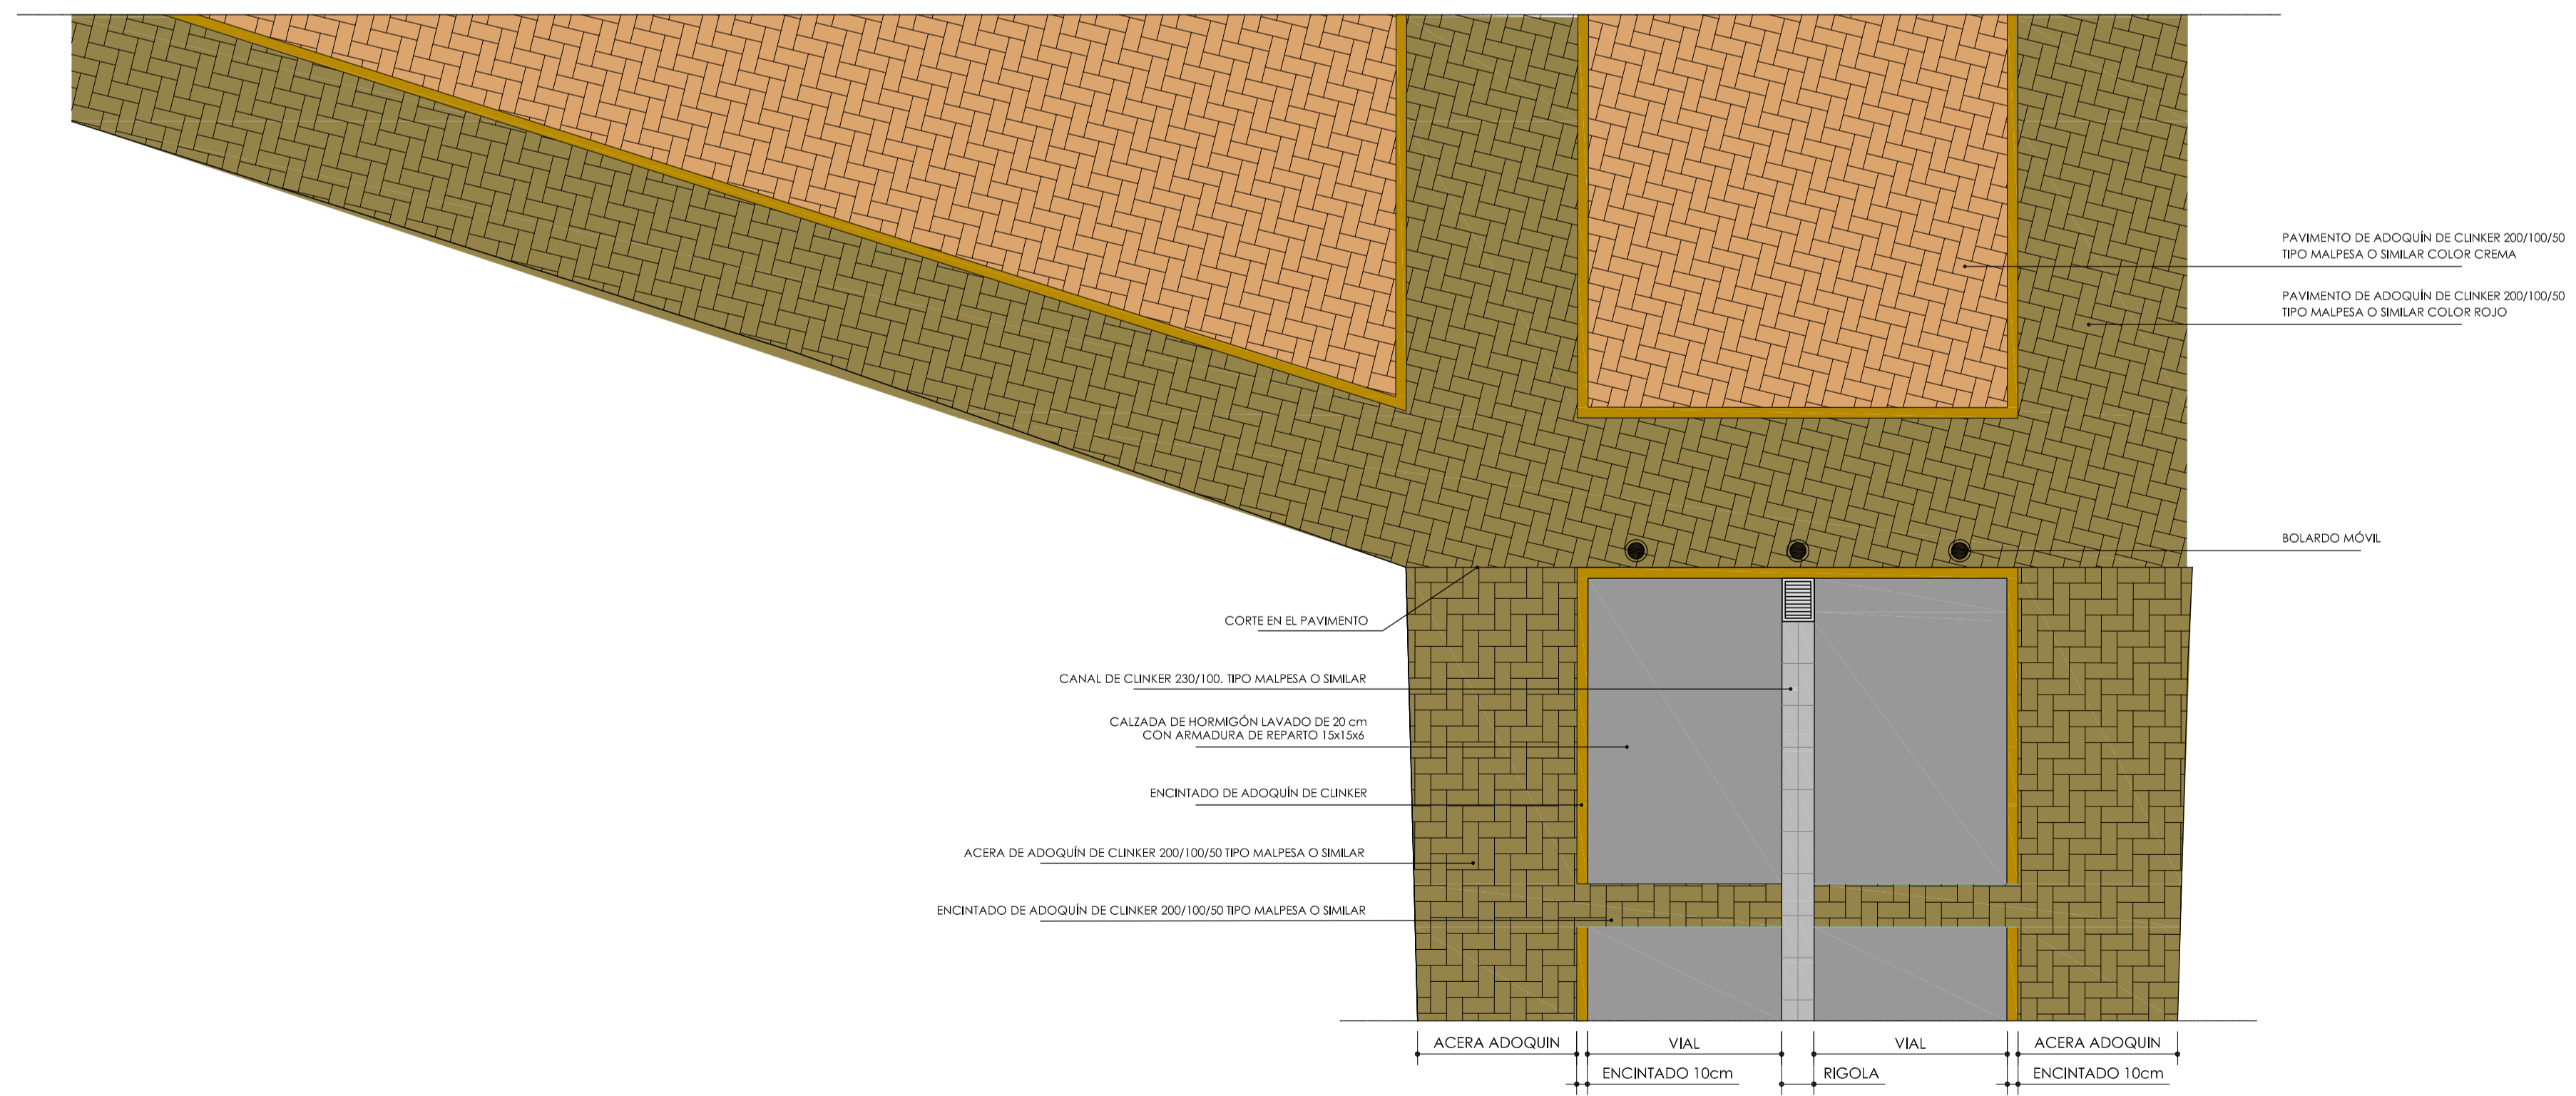 PAVIMENTO DE ADOQUÍN DE CLINKER 200/100/50
TIPO MALPESA O SIMILAR COLOR CREMA
PAVIMENTO DE ADOQUÍN DE CLINKER 200/100/50
TIPO MALPESA O SIMILAR COLOR ROJO
BOLARDO MÓVIL
CORTE EN EL PAVIMENTO
CANAL DE CLINKER 230/100. TIPO MALPESA O SIMILAR
CALZADA DE HORMIGÓN LAVADO DE 20 cm
CON ARMADURA DE REPARTO 15x15x6
ENCINTADO DE ADOQUÍN DE CLINKER
ACERA DE ADOQUÍN DE CLINKER 200/100/50 TIPO MALPESA O SIMILAR
ENCINTADO DE ADOQUÍN DE CLINKER 200/100/50 TIPO MALPESA O SIMILAR
ACERA ADOQUIN
VIAL
VIAL
ACERA ADOQUIN
ENCINTADO 10cm
RIGOLA
ENCINTADO 10cm